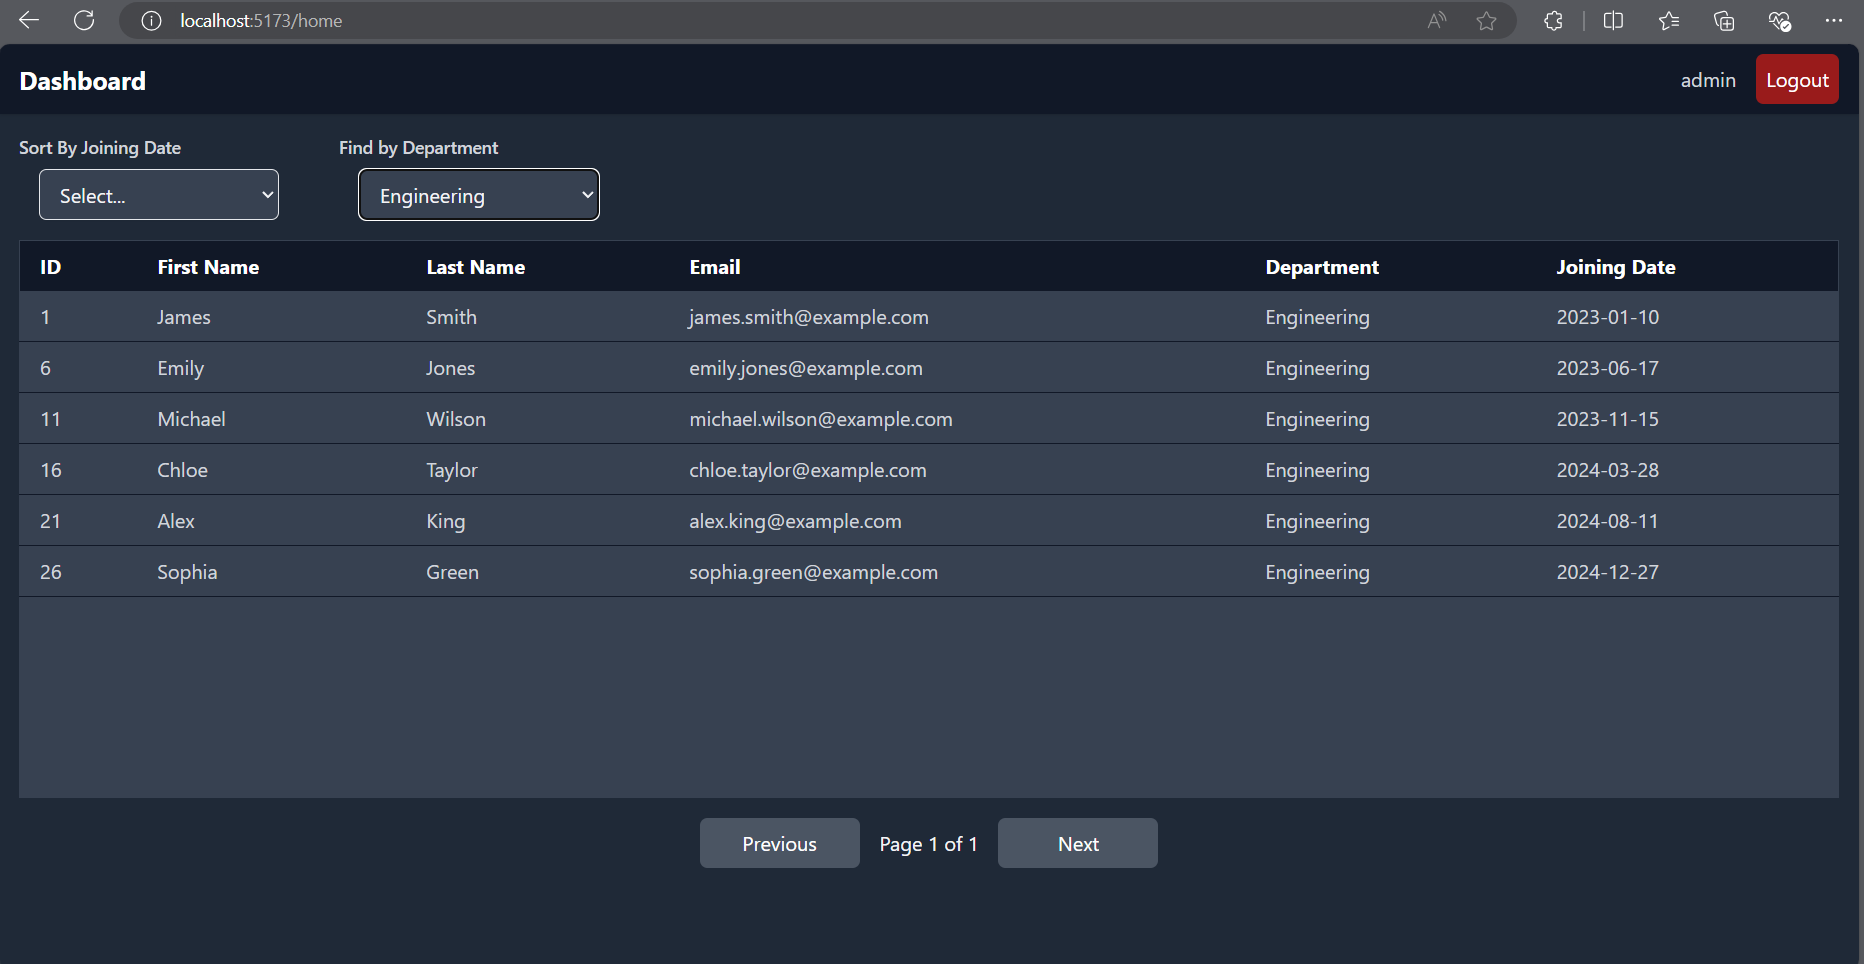 localhost:5173/home
Dashboard admin Logout
Sort By Joining Date Find by Department
Select... Engineering
ID First Name Last Name Email Department Joining Date
1 James Smith james.smith@example.com Engineering 2023-01-10
6 Emily Jones emily.jones@example.com Engineering 2023-06-17
11 Michael Wilson michael.wilson@example.com Engineering 2023-11-15
16 Chloe Taylor chloe.taylor@example.com Engineering 2024-03-28
21 Alex King alex.king@example.com Engineering 2024-08-11
26 Sophia Green sophia.green@example.com Engineering 2024-12-27
Previous Page 1 of 1 Next